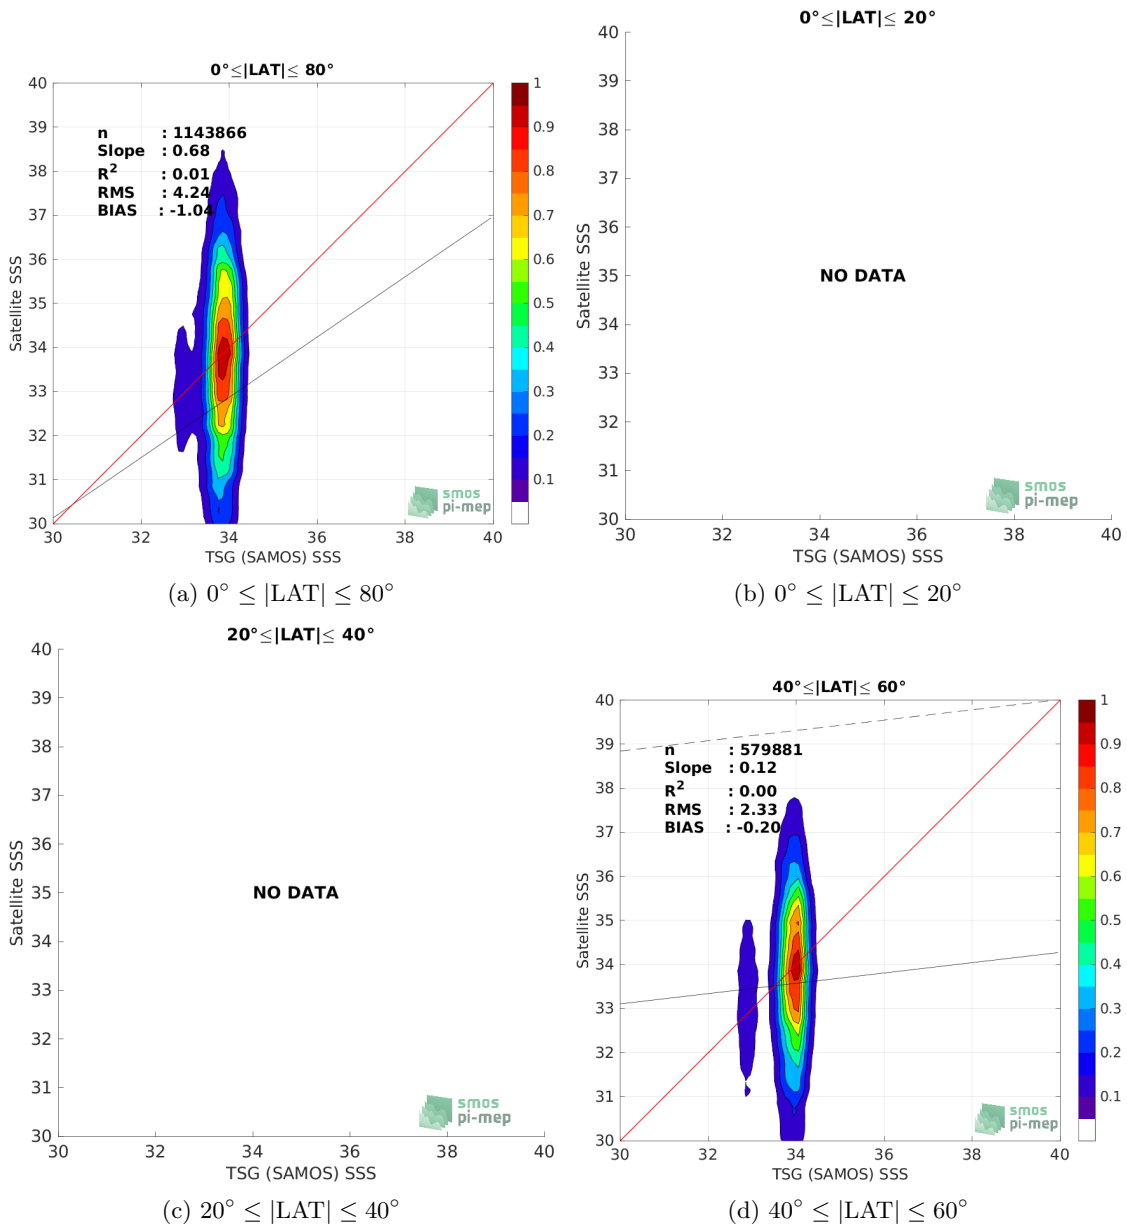 0°≤|LAT|≤ 80°
40
39
38
37
36
35
34
33
32
31
30
Satellite SSS
n : 1143866
Slope : 0.68
R² : 0.01
RMS : 4.24
BIAS : -1.04
smos
pi-mep
30 32 34 36 38 40
TSG (SAMOS) SSS
1
0.9
0.8
0.7
0.6
0.5
0.4
0.3
0.2
0.1
(a) 0° ≤ |LAT| ≤ 80°
0°≤|LAT|≤ 20°
40
39
38
37
36
35
34
33
32
31
30
Satellite SSS
NO DATA
smos
pi-mep
30 32 34 36 38 40
TSG (SAMOS) SSS
(b) 0° ≤ |LAT| ≤ 20°
20°≤|LAT|≤ 40°
40
39
38
37
36
35
34
33
32
31
30
Satellite SSS
NO DATA
smos
pi-mep
30 32 34 36 38 40
TSG (SAMOS) SSS
(c) 20° ≤ |LAT| ≤ 40°
40°≤|LAT|≤ 60°
40
39
38
37
36
35
34
33
32
31
30
Satellite SSS
n : 579881
Slope : 0.12
R² : 0.00
RMS : 2.33
BIAS : -0.20
smos
pi-mep
30 32 34 36 38 40
TSG (SAMOS) SSS
1
0.9
0.8
0.7
0.6
0.5
0.4
0.3
0.2
0.1
(d) 40° ≤ |LAT| ≤ 60°